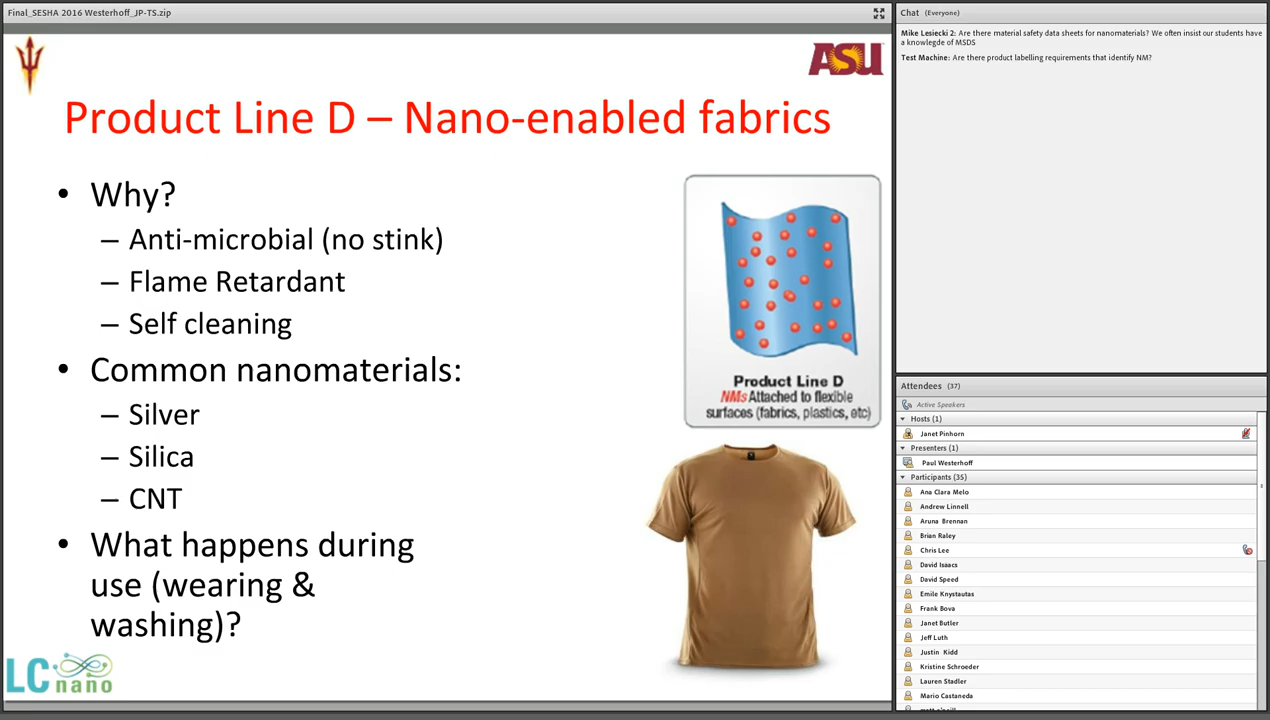 Final_SESHA 2016 Westerhoff_JP-TS.zip
ASU
Product Line D – Nano-enabled fabrics
• Why?
– Anti-microbial (no stink)
– Flame Retardant
– Self cleaning
• Common nanomaterials:
– Silver
– Silica
– CNT
• What happens during
use (wearing &
washing)?
Product Line D
NMs Attached to flexible
surfaces (fabrics, plastics, etc)
LC nano
Chat (Everyone)
Mike Lesiecki 2: Are there material safety data sheets for nanomaterials? We often insist our students have
a knowlegde of MSDS
Test Machine: Are there product labelling requirements that identify NM?
Attendees (37)
Active Speakers
Hosts (1)
Janet Pinhorn
Presenters (1)
Paul Westerhoff
Participants (35)
Ana Clara Melo
Andrew Linnell
Aruna Brennan
Brian Raley
Chris Lee
David Isaacs
David Speed
Emile Knystautas
Frank Bova
Janet Butler
Jeff Luth
Justin Kidd
Kristine Schroeder
Lauren Stadler
Mario Castaneda